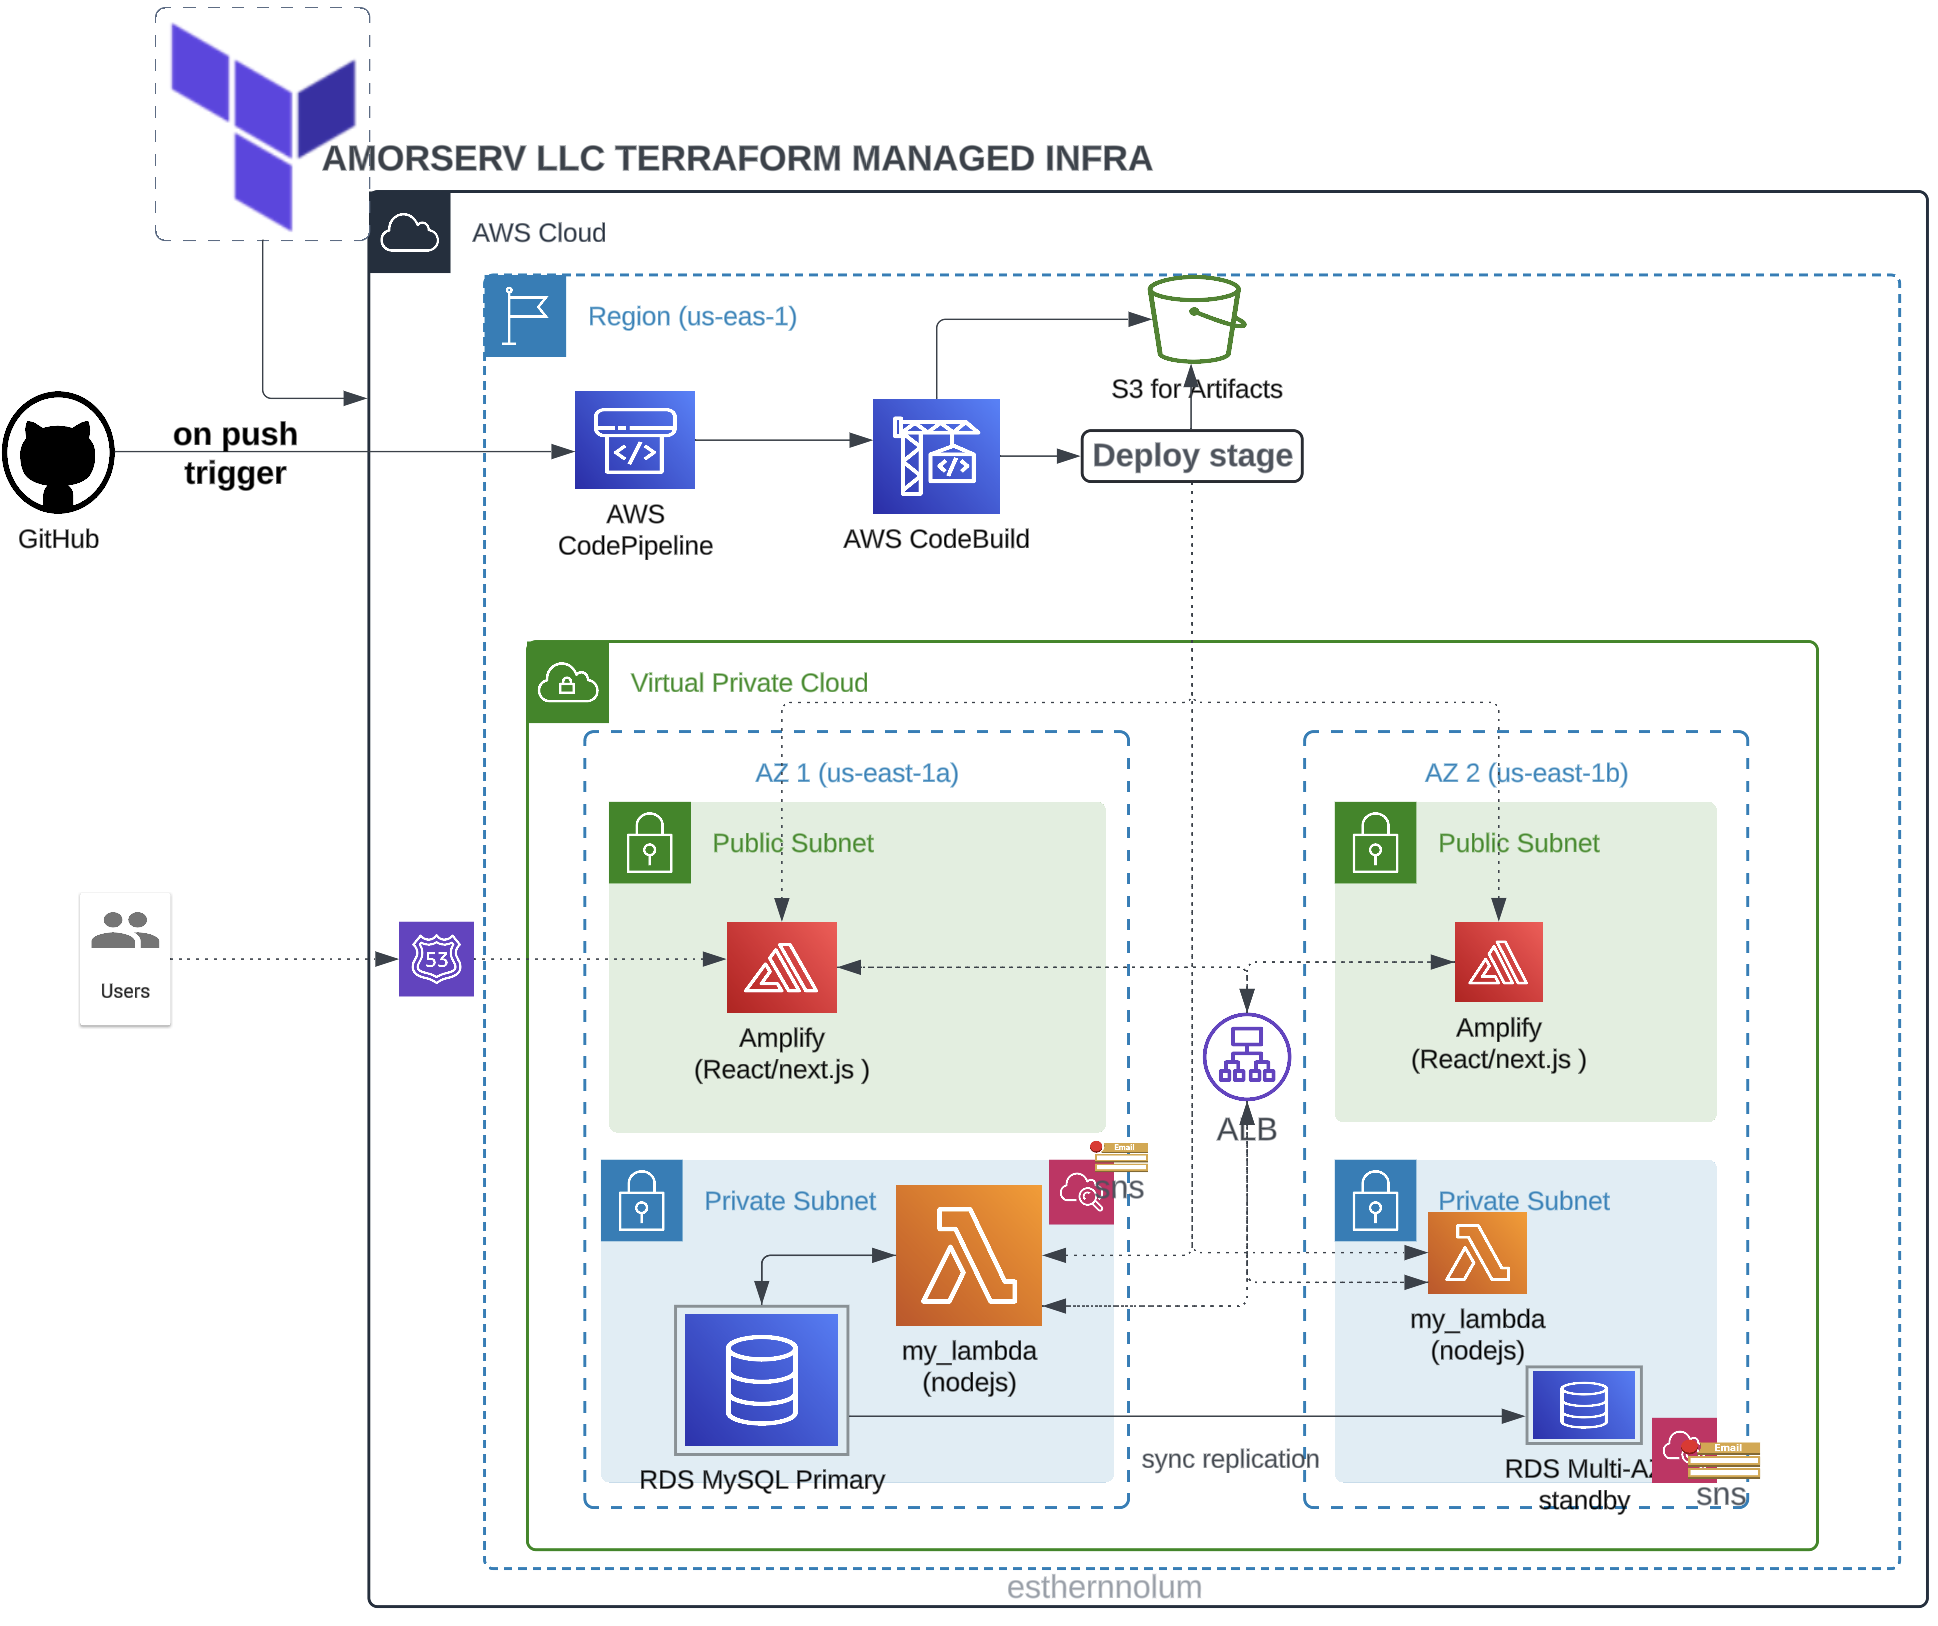 AMORSERV LLC TERRAFORM MANAGED INFRA
AWS Cloud
Region (us-eas-1)
S3 for Artifacts
on push
trigger
Deploy stage
GitHub
AWS
CodePipeline
AWS CodeBuild
Virtual Private Cloud
AZ 1 (us-east-1a)
AZ 2 (us-east-1b)
Public Subnet
Public Subnet
53
Users
Amplify
(React/next.js )
Amplify
(React/next.js )
ALB
Email
sns
Private Subnet
Private Subnet
my_lambda
(nodejs)
my_lambda
(nodejs)
sync replication
RDS MySQL Primary
Email
RDS Multi-AZ
standby
sns
esthernnolum